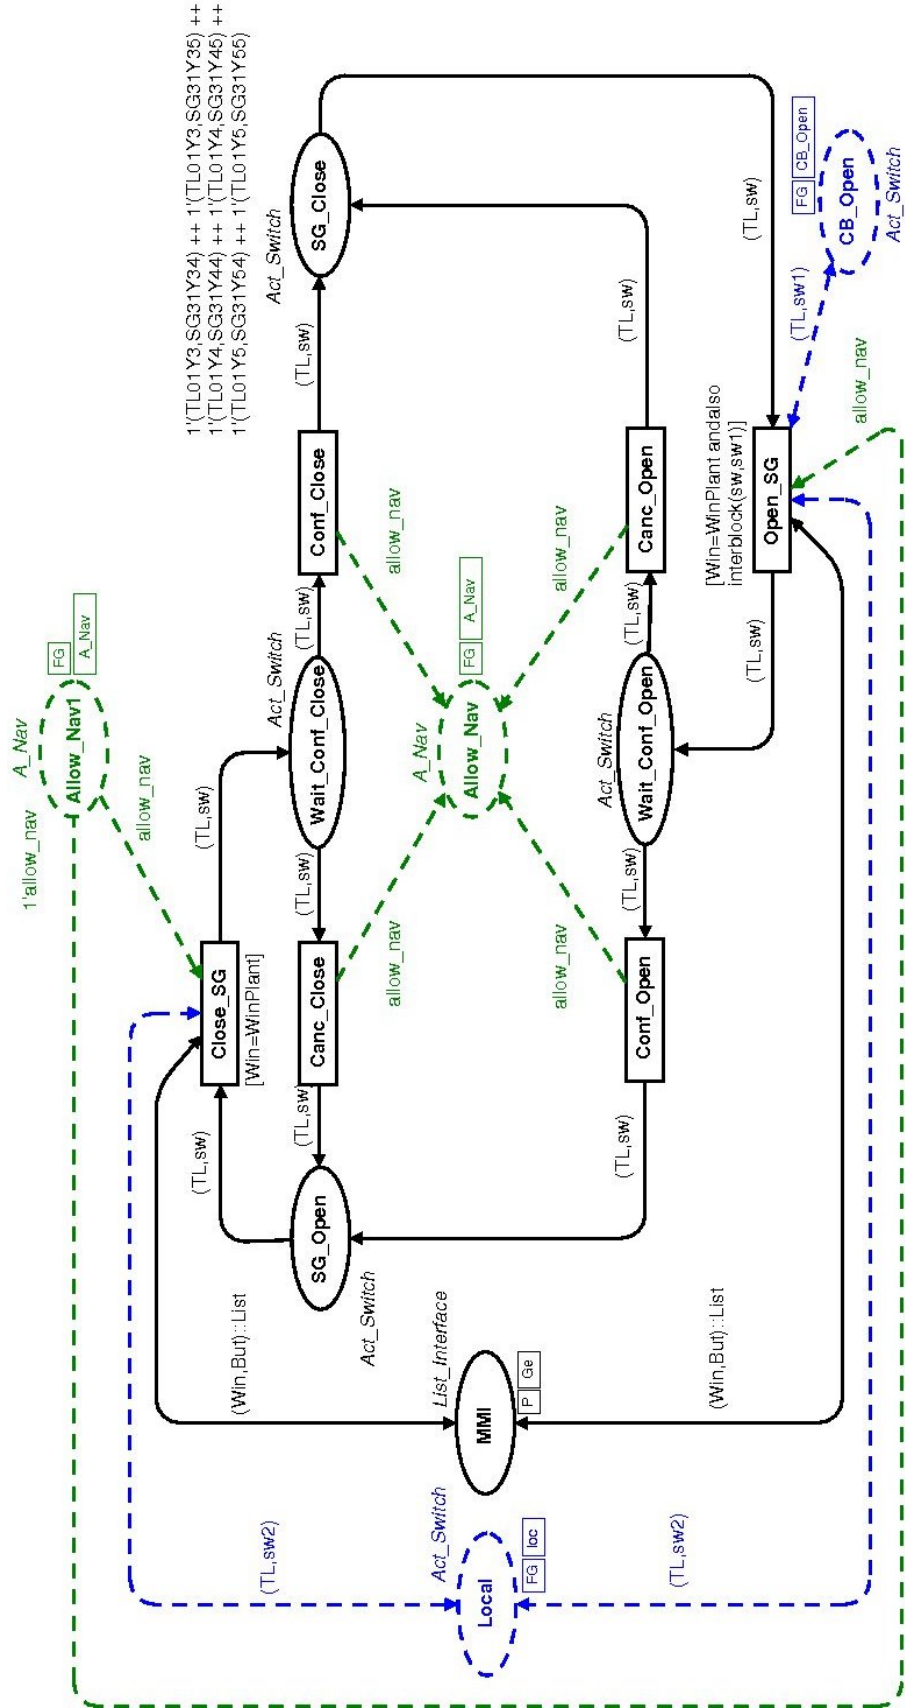 A_Nav
1'allow_nav
Allow_Nav1
FG
A_Nav
allow_nav
1'(TL01Y3,SG31Y34) ++ 1'(TL01Y3,SG31Y35) ++
1'(TL01Y4,SG31Y44) ++ 1'(TL01Y4,SG31Y45) ++
1'(TL01Y5,SG31Y54) ++ 1'(TL01Y5,SG31Y55)
(TL,sw)
Close_SG
(TL,sw)
[Win=WinPlant]
(Win,But)::List
(TL,sw2)
Act_Switch
Act_Switch
(TL,sw)
(TL,sw)
(TL,sw)
(TL,sw)
SG_Open
Canc_Close
Wait_Conf_Close
Conf_Close
SG_Close
Act_Switch
allow_nav
allow_nav
A_Nav
Act_Switch
List_Interface
Local
MMI
Allow_Nav
FG
A_Nav
FG
loc
P
Ge
allow_nav
allow_nav
Act_Switch
(TL,sw)
(TL,sw)
(TL,sw)
Conf_Open
Wait_Conf_Open
Canc_Open
(TL,sw2)
(Win,But)::List
[Win=WinPlant andalso
interblock(sw,sw1)]
(TL,sw)
Open_SG
(TL,sw)
(TL,sw1)
FG
CB_Open
CB_Open
allow_nav
Act_Switch